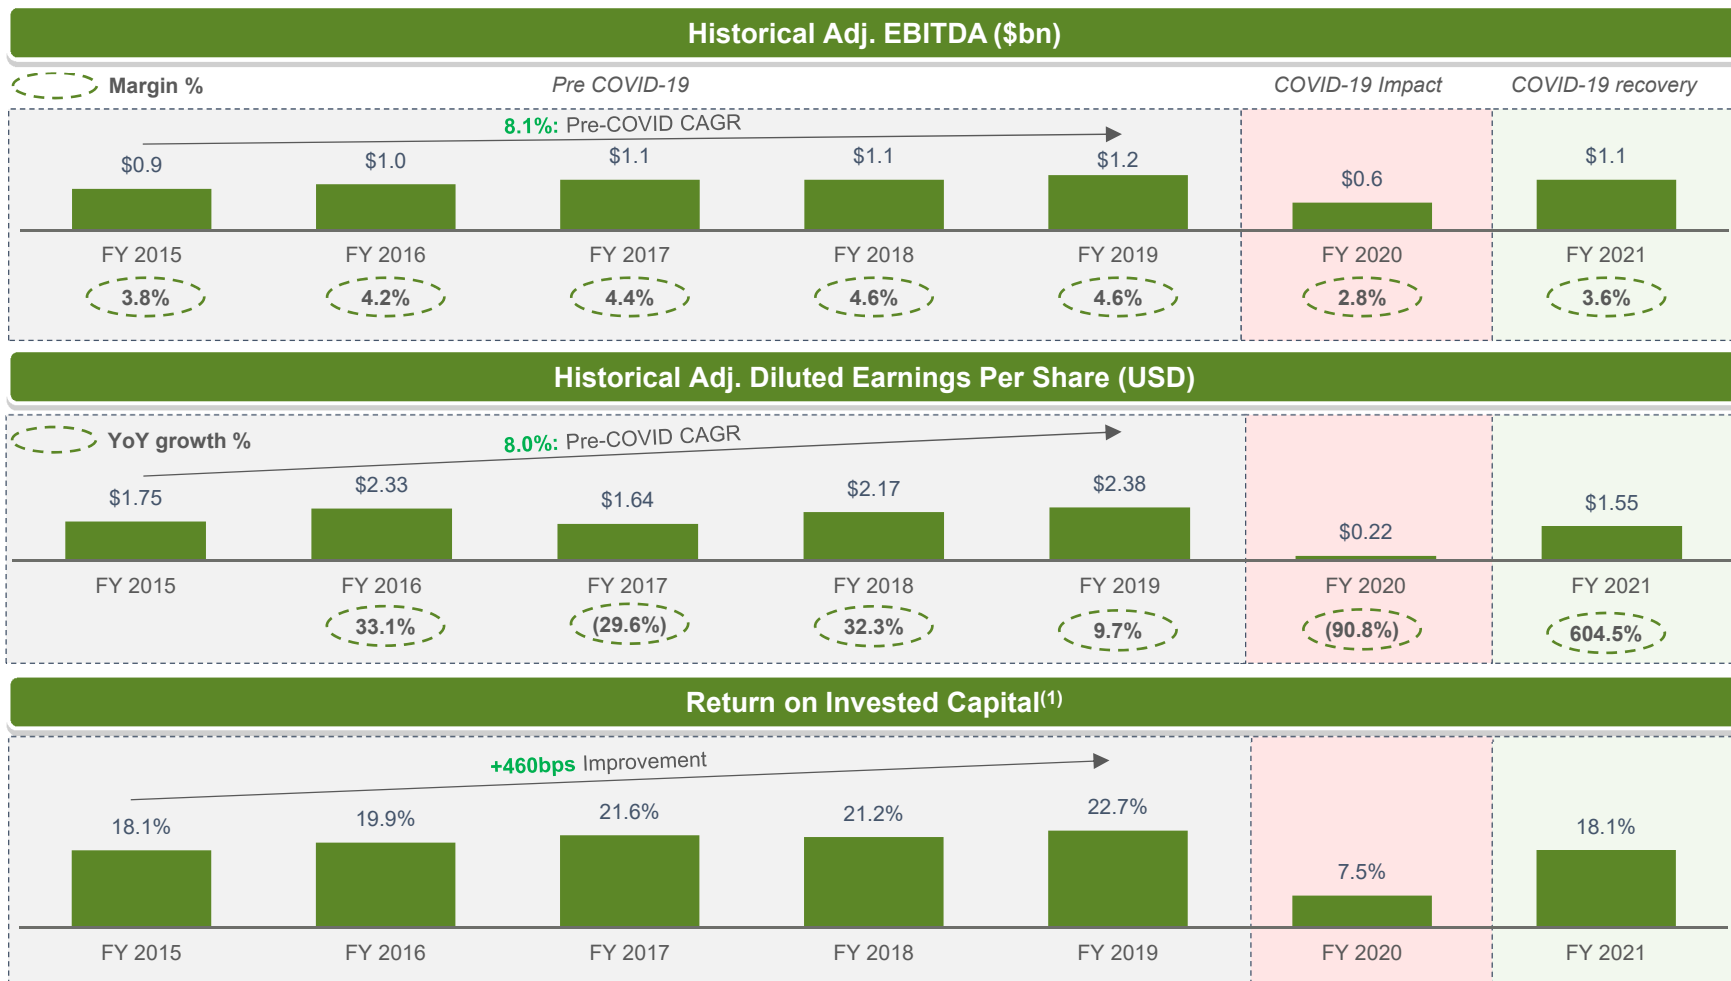 Historical Adj. EBITDA ($bn)
Margin %
Pre COVID-19
COVID-19 Impact
COVID-19 recovery
8.1%: Pre-COVID CAGR
$0.9
$1.0
$1.1
$1.1
$1.2
$0.6
$1.1
FY 2015
FY 2016
FY 2017
FY 2018
FY 2019
FY 2020
FY 2021
3.8%
4.2%
4.4%
4.6%
4.6%
2.8%
3.6%
Historical Adj. Diluted Earnings Per Share (USD)
YoY growth %
8.0%: Pre-COVID CAGR
$1.75
$2.33
$1.64
$2.17
$2.38
$0.22
$1.55
FY 2015
FY 2016
FY 2017
FY 2018
FY 2019
FY 2020
FY 2021
33.1%
(29.6%)
32.3%
9.7%
(90.8%)
604.5%
Return on Invested Capital(1)
+460bps Improvement
18.1%
19.9%
21.6%
21.2%
22.7%
7.5%
18.1%
FY 2015
FY 2016
FY 2017
FY 2018
FY 2019
FY 2020
FY 2021